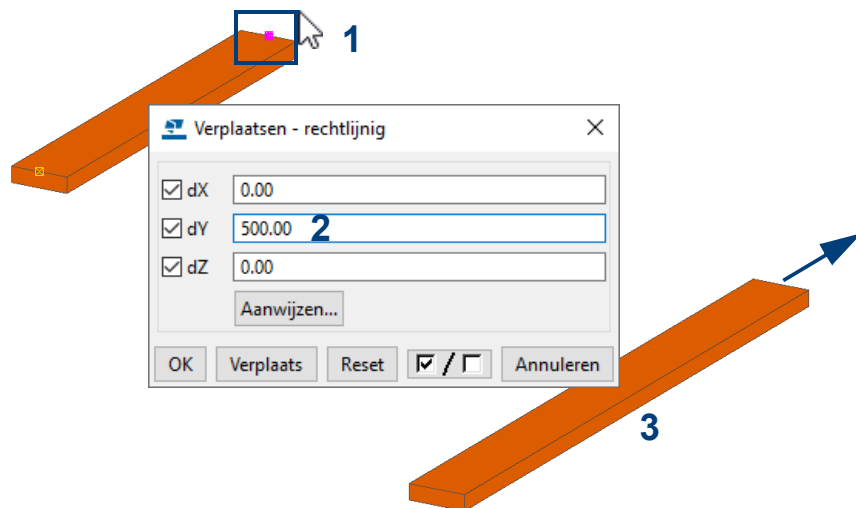 1
Verplaatsen - rechtlijnig
dX 0.00
dY 500.00 2
dZ 0.00
Aanwijzen...
OK Verplaats Reset / Annuleren
3